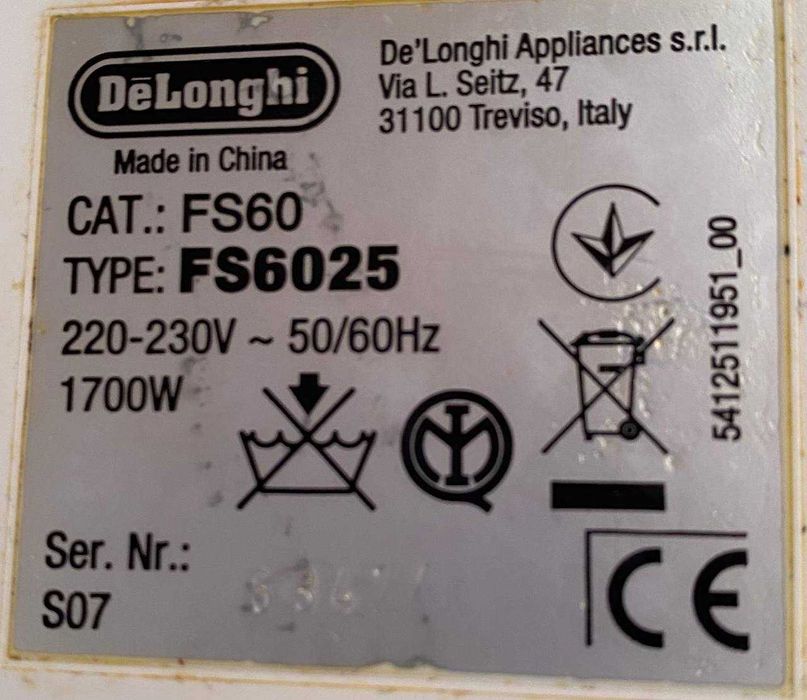 DēLonghi
De'Longhi Appliances s.r.l.
Via L. Seitz, 47
31100 Treviso, Italy
Made in China
CAT.: FS60
TYPE: FS6025
220-230V ~ 50/60Hz
1700W
5412511951_00
Ser. Nr.:
S07
CE